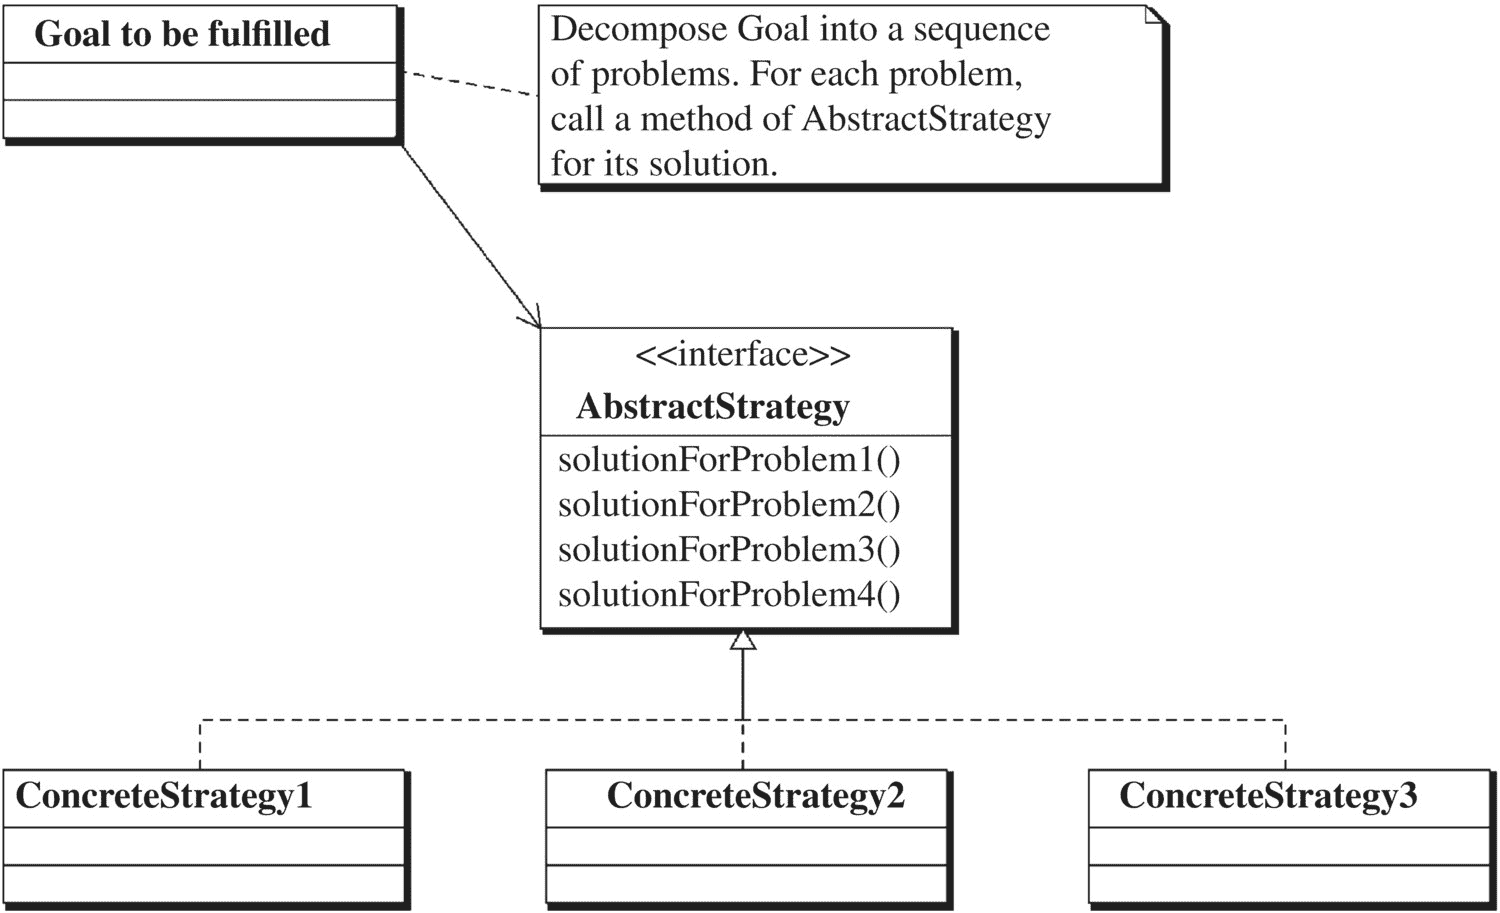 Goal to be fulfilled
Decompose Goal into a sequence
of problems. For each problem,
call a method of AbstractStrategy
for its solution.
<<interface>>
AbstractStrategy
solutionForProblem1()
solutionForProblem2()
solutionForProblem3()
solutionForProblem4()
ConcreteStrategy1
ConcreteStrategy2
ConcreteStrategy3